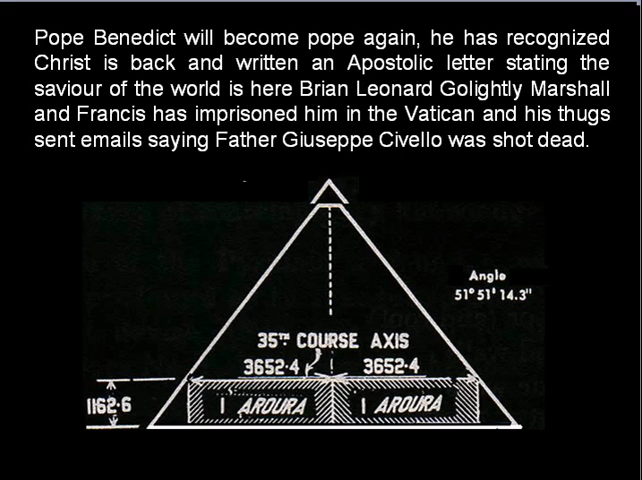 Pope Benedict will become pope again, he has recognized
Christ is back and written an Apostolic letter stating the
saviour of the world is here Brian Leonard Golightly Marshall
and Francis has imprisoned him in the Vatican and his thugs
sent emails saying Father Giuseppe Civello was shot dead.
Angle
51° 51' 14.3"
35TH COURSE AXIS
3652·4 3652·4
1162·6
1 AROURA 1 AROURA